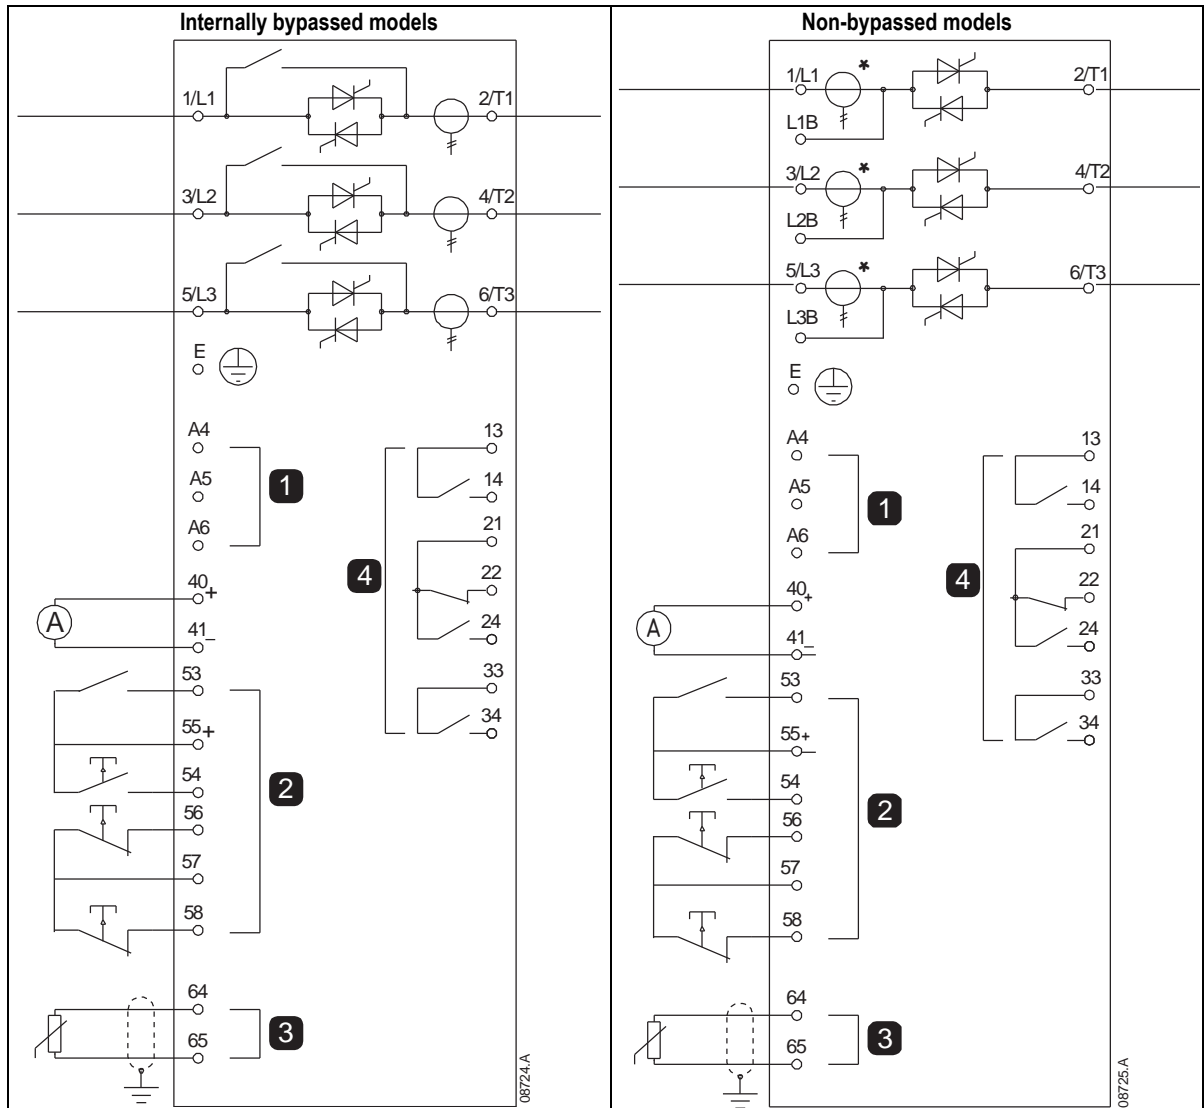 Internally bypassed models
1/L1
2/T1
3/L2
4/T2
5/L3
6/T3
E
A4
A5
A6
1
13
14
21
22
24
33
34
4
40
+
A
41
_
53
55
+
54
56
57
58
2
64
65
3
08724.A
Non-bypassed models
1/L1
*
2/T1
L1B
3/L2
*
4/T2
L2B
5/L3
*
6/T3
L3B
E
A4
A5
A6
1
13
14
21
22
24
33
34
4
40
+
A
41
_
53
55
+
54
56
57
58
2
64
65
3
08725.A